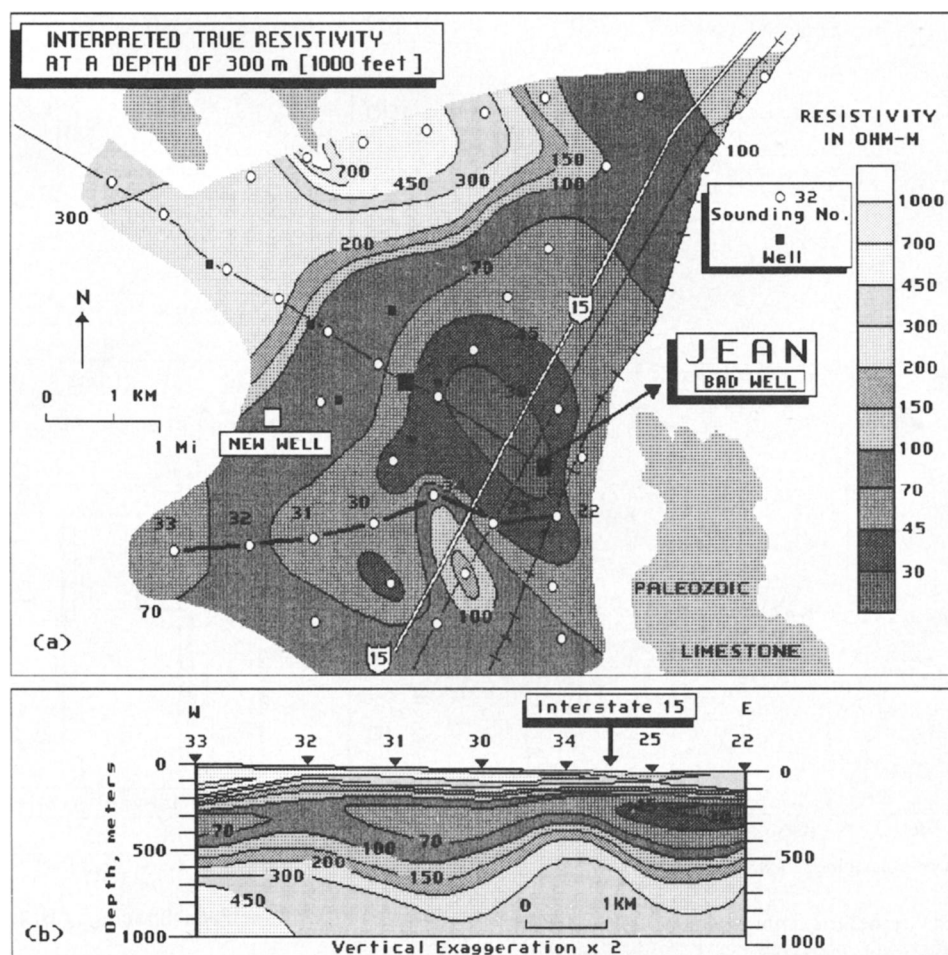 INTERPRETED TRUE RESISTIVITY
AT A DEPTH OF 300 m [1000 feet]
RESISTIVITY
IN OHM-M
1000
700
450
300
200
150
100
70
45
30
32
Sounding No.
Well
100
700
450
300
150
100
300
200
70
15
45
30
N
0 1 KM
1 Mi
NEW WELL
JEAN
BAD WELL
33
32
31
30
25
22
70
100
15
PALEOZOIC
LIMESTONE
(a)
W
Interstate 15
E
33 32 31 30 34 25 22
0
500
1000
Depth, meters
0
500
1000
70
100
70
200
150
300
450
0 1 KM
(b)
Vertical Exaggeration x 2